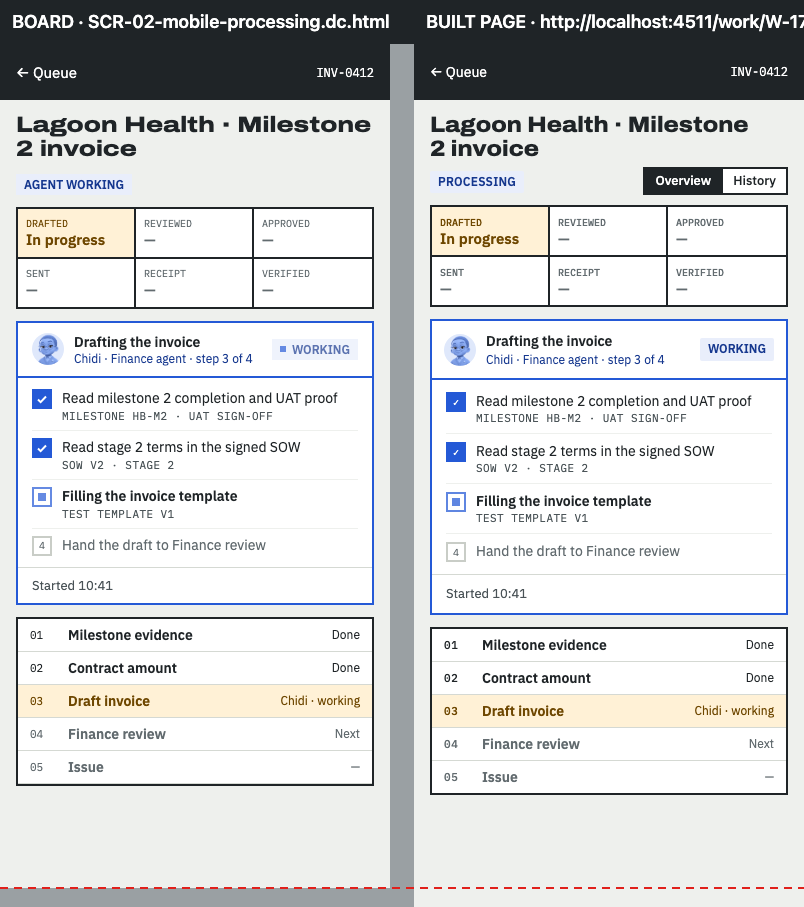 BOARD · SCR-02-mobile-processing.dc.html
← Queue
INV-0412
Lagoon Health · Milestone
2 invoice
AGENT WORKING
DRAFTED
REVIEWED
APPROVED
In progress
—
—
SENT
RECEIPT
VERIFIED
—
—
—
Drafting the invoice
Chidi · Finance agent · step 3 of 4
WORKING
Read milestone 2 completion and UAT proof
MILESTONE HB-M2 · UAT SIGN-OFF
Read stage 2 terms in the signed SOW
SOW V2 · STAGE 2
Filling the invoice template
TEST TEMPLATE V1
4 Hand the draft to Finance review
Started 10:41
01 Milestone evidence Done
02 Contract amount Done
03 Draft invoice Chidi · working
04 Finance review Next
05 Issue —
BUILT PAGE · http://localhost:4511/work/W-17
← Queue
INV-0412
Lagoon Health · Milestone
2 invoice
PROCESSING
Overview
History
DRAFTED
REVIEWED
APPROVED
In progress
—
—
SENT
RECEIPT
VERIFIED
—
—
—
Drafting the invoice
Chidi · Finance agent · step 3 of 4
WORKING
Read milestone 2 completion and UAT proof
MILESTONE HB-M2 · UAT SIGN-OFF
Read stage 2 terms in the signed SOW
SOW V2 · STAGE 2
Filling the invoice template
TEST TEMPLATE V1
4 Hand the draft to Finance review
Started 10:41
01 Milestone evidence Done
02 Contract amount Done
03 Draft invoice Chidi · working
04 Finance review Next
05 Issue —